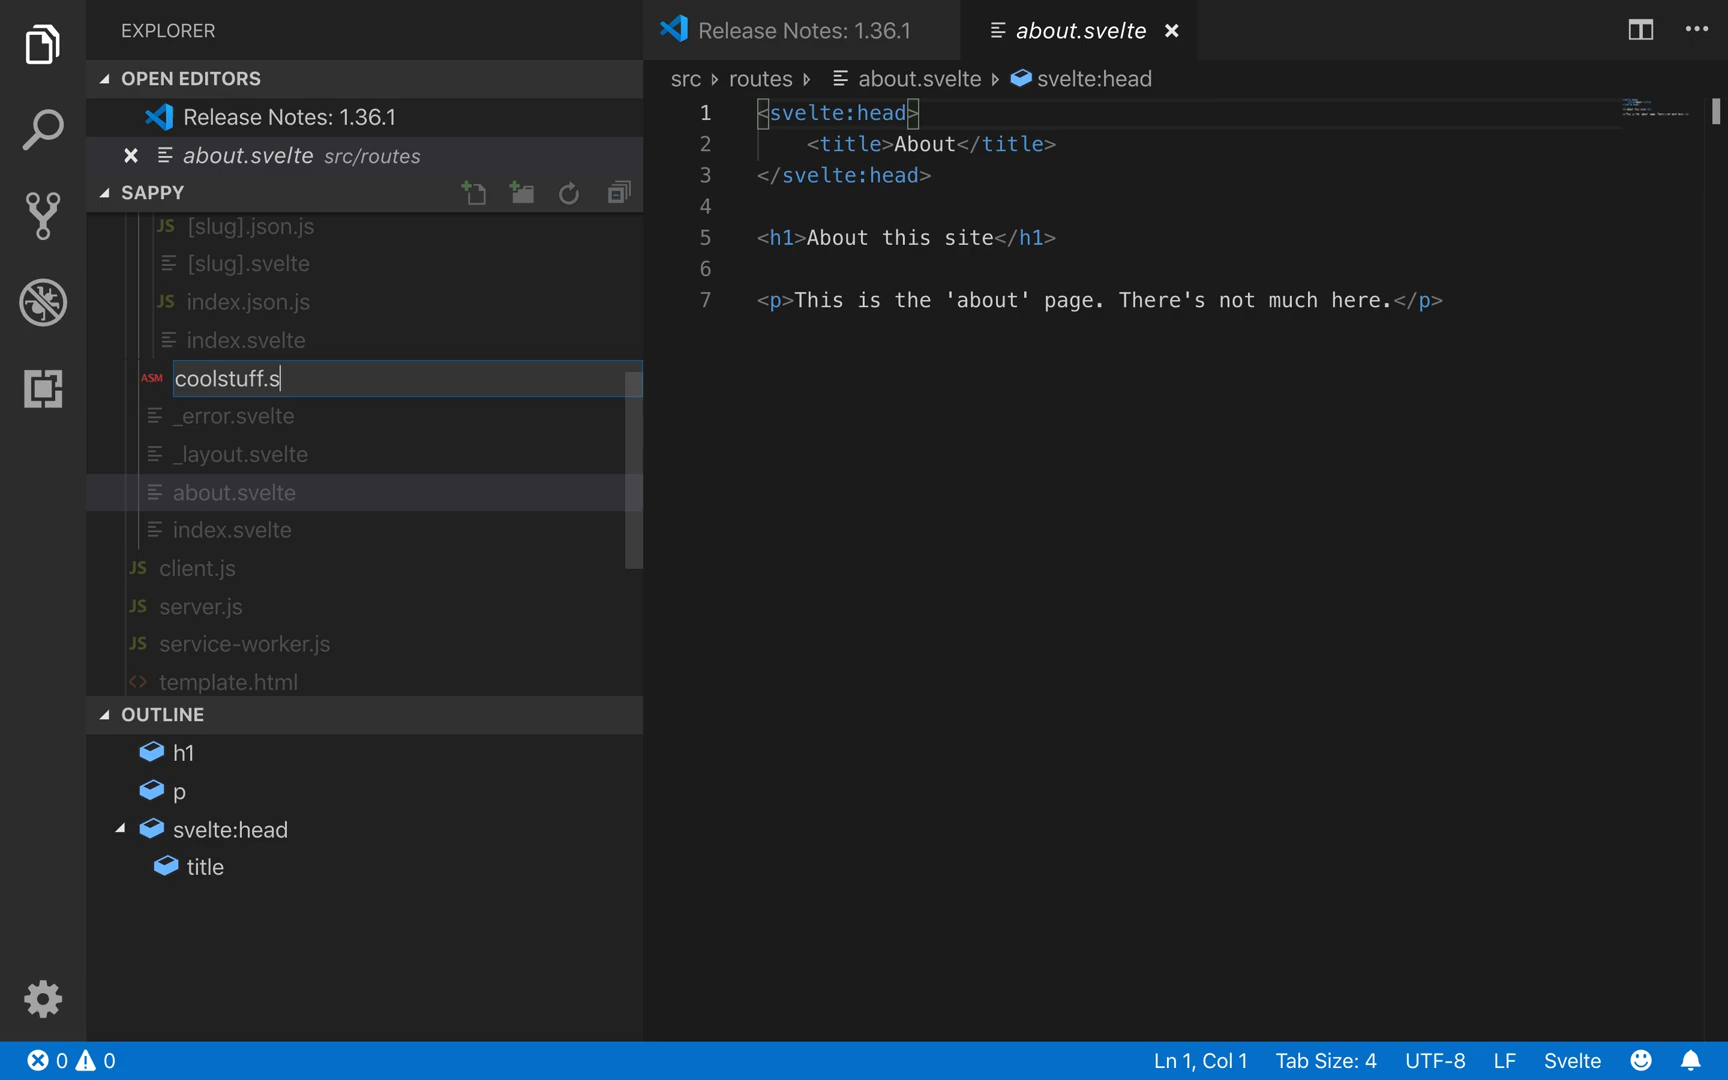 EXPLORER
OPEN EDITORS
Release Notes: 1.36.1
about.svelte src/routes
SAPPY
JS [slug].json.js
[slug].svelte
JS index.json.js
index.svelte
ASM coolstuff.s
_error.svelte
_layout.svelte
about.svelte
index.svelte
JS client.js
JS server.js
JS service-worker.js
<> template.html
OUTLINE
h1
p
svelte:head
title
Release Notes: 1.36.1
about.svelte
src routes about.svelte svelte:head
1 <svelte:head>
2 <title>About</title>
3 </svelte:head>
4
5 <h1>About this site</h1>
6
7 <p>This is the 'about' page. There's not much here.</p>
0 0
Ln 1, Col 1 Tab Size: 4 UTF-8 LF Svelte